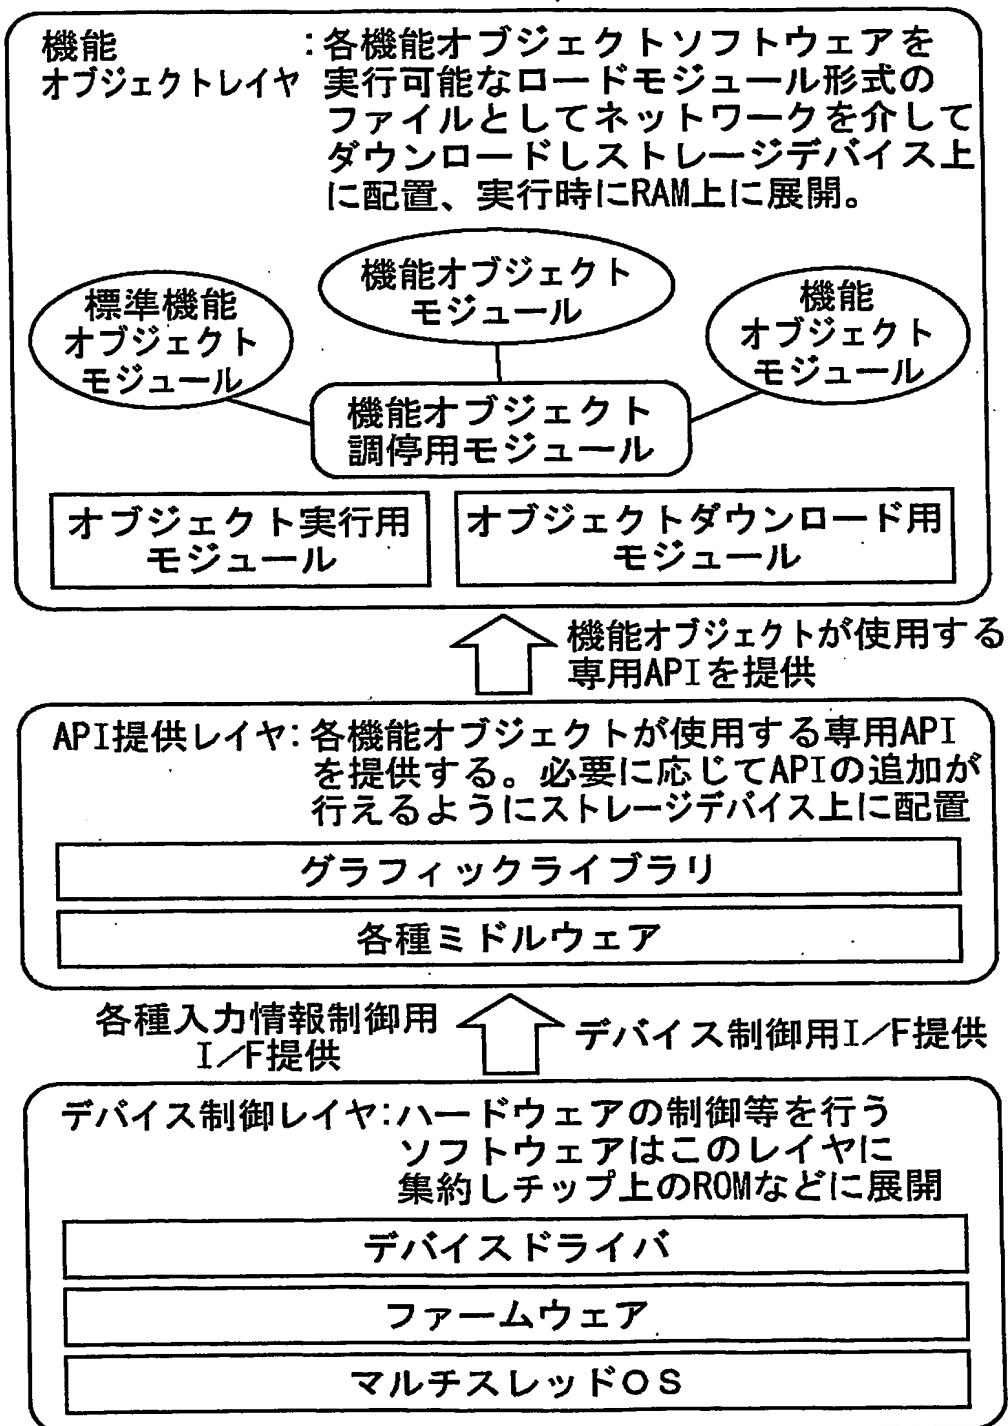 機能　　　　　:各機能オブジェクトソフトウェアを
オブジェクトレイヤ 実行可能なロードモジュール形式の
ファイルとしてネットワークを介して
ダウンロードしストレージデバイス上
に配置、実行時にRAM上に展開。
標準機能
オブジェクト
モジュール
機能オブジェクト
モジュール
機能
オブジェクト
モジュール
機能オブジェクト
調停用モジュール
オブジェクト実行用
モジュール
オブジェクトダウンロード用
モジュール
機能オブジェクトが使用する
専用APIを提供
API提供レイヤ:各機能オブジェクトが使用する専用API
を提供する。必要に応じてAPIの追加が
行えるようにストレージデバイス上に配置
グラフィックライブラリ
各種ミドルウェア
各種入力情報制御用
I／F提供
デバイス制御用I／F提供
デバイス制御レイヤ:ハードウェアの制御等を行う
ソフトウェアはこのレイヤに
集約しチップ上のROMなどに展開
デバイスドライバ
ファームウェア
マルチスレッドOS